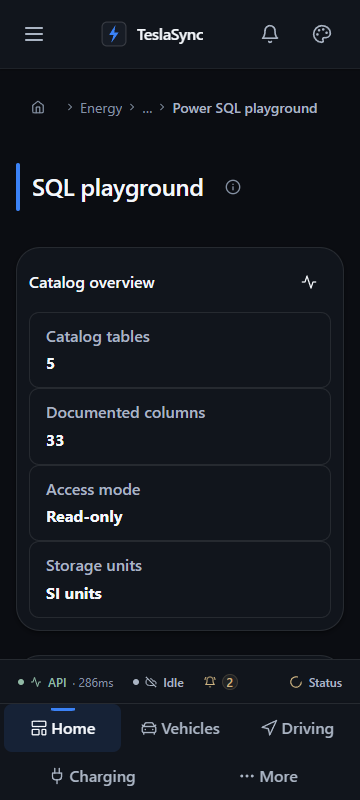 TeslaSync
Energy ... Power SQL playground
SQL playground
Catalog overview
Catalog tables
5
Documented columns
33
Access mode
Read-only
Storage units
SI units
API · 286ms Idle 2 Status
Home Vehicles Driving
Charging More